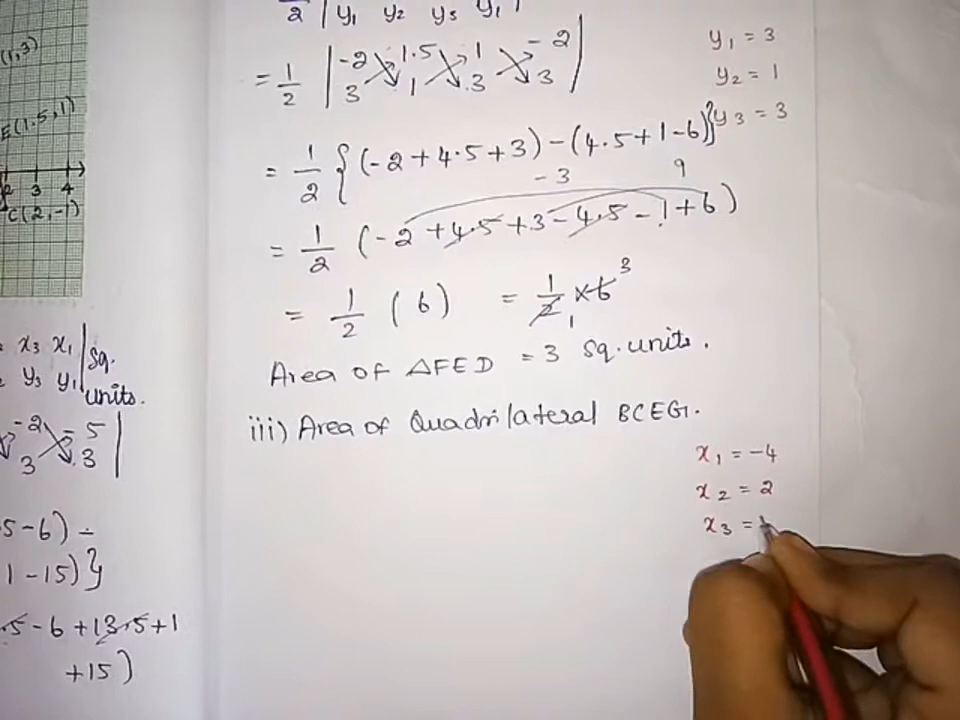 (1,3)
E(1.5,1)
2 3 4
C(2,-1)
x3 x1 | sq.
y3 y1 | units.
-2 -5
3 3
5-6) -
1-15)}
.5-6+13.5+1
+15)
2 | y1 y2 y3 y1 |
= 1/2 | -2 1.5 1 -2 |
3 1 3 3
= 1/2 {(-2+4.5+3)-(4.5+1-6)}
-3 9
= 1/2 (-2+4.5+3-4.5-1+6)
= 1/2 (6) = 1/2 × 6 3
1
Area of ΔFED = 3 sq.units.
iii) Area of Quadrilateral BCEG.
y1 = 3
y2 = 1
y3 = 3
x1 = -4
x2 = 2
x3 =